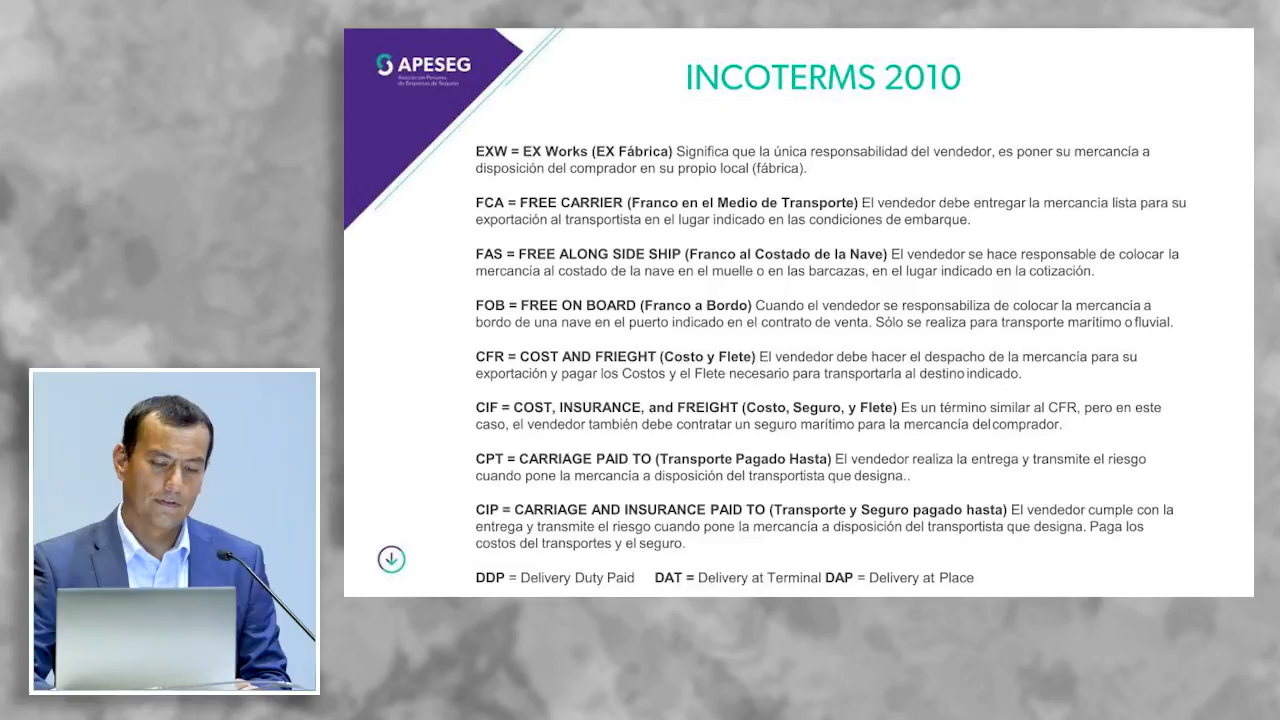 APESEG
Asociación Peruana
de Empresas de Seguros
INCOTERMS 2010
EXW = EX Works (EX Fábrica) Significa que la única responsabilidad del vendedor, es poner su mercancía a
disposición del comprador en su propio local (fábrica).
FCA = FREE CARRIER (Franco en el Medio de Transporte) El vendedor debe entregar la mercancía lista para su
exportación al transportista en el lugar indicado en las condiciones de embarque.
FAS = FREE ALONG SIDE SHIP (Franco al Costado de la Nave) El vendedor se hace responsable de colocar la
mercancía al costado de la nave en el muelle o en las barcazas, en el lugar indicado en la cotización.
FOB = FREE ON BOARD (Franco a Bordo) Cuando el vendedor se responsabiliza de colocar la mercancía a
bordo de una nave en el puerto indicado en el contrato de venta. Sólo se realiza para transporte marítimo o fluvial.
CFR = COST AND FRIEGHT (Costo y Flete) El vendedor debe hacer el despacho de la mercancía para su
exportación y pagar los Costos y el Flete necesario para transportarla al destino indicado.
CIF = COST, INSURANCE, and FREIGHT (Costo, Seguro, y Flete) Es un término similar al CFR, pero en este
caso, el vendedor también debe contratar un seguro marítimo para la mercancía del comprador.
CPT = CARRIAGE PAID TO (Transporte Pagado Hasta) El vendedor realiza la entrega y transmite el riesgo
cuando pone la mercancía a disposición del transportista que designa..
CIP = CARRIAGE AND INSURANCE PAID TO (Transporte y Seguro pagado hasta) El vendedor cumple con la
entrega y transmite el riesgo cuando pone la mercancía a disposición del transportista que designa. Paga los
costos del transportes y el seguro.
DDP = Delivery Duty Paid DAT = Delivery at Terminal DAP = Delivery at Place